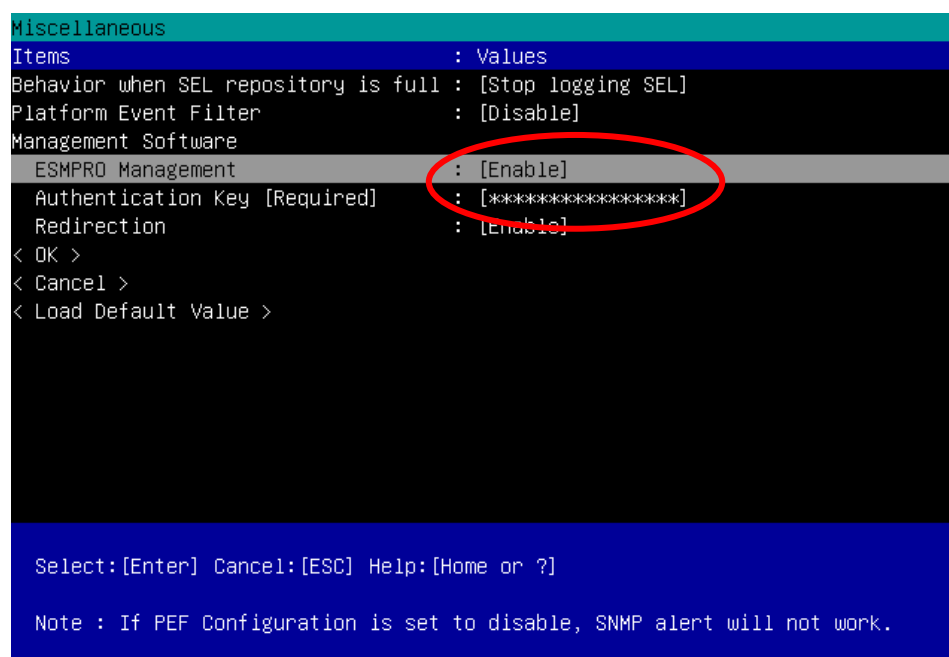 Miscellaneous
Items : Values
Behavior when SEL repository is full : [Stop logging SEL]
Platform Event Filter : [Disable]
Management Software
ESMPRO Management : [Enable]
Authentication Key [Required] : [****************]
Redirection : [Enable]
< OK >
< Cancel >
< Load Default Value >
Select:[Enter] Cancel:[ESC] Help:[Home or ?]
Note : If PEF Configuration is set to disable, SNMP alert will not work.